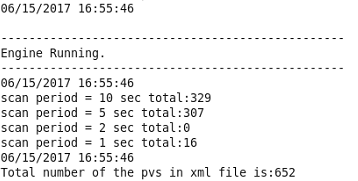 06/15/2017 16:55:46
-------------------------------------------------
Engine Running.
-------------------------------------------------
06/15/2017 16:55:46
scan period = 10 sec total:329
scan period = 5 sec total:307
scan period = 2 sec total:0
scan period = 1 sec total:16
06/15/2017 16:55:46
Total number of the pvs in xml file is:652